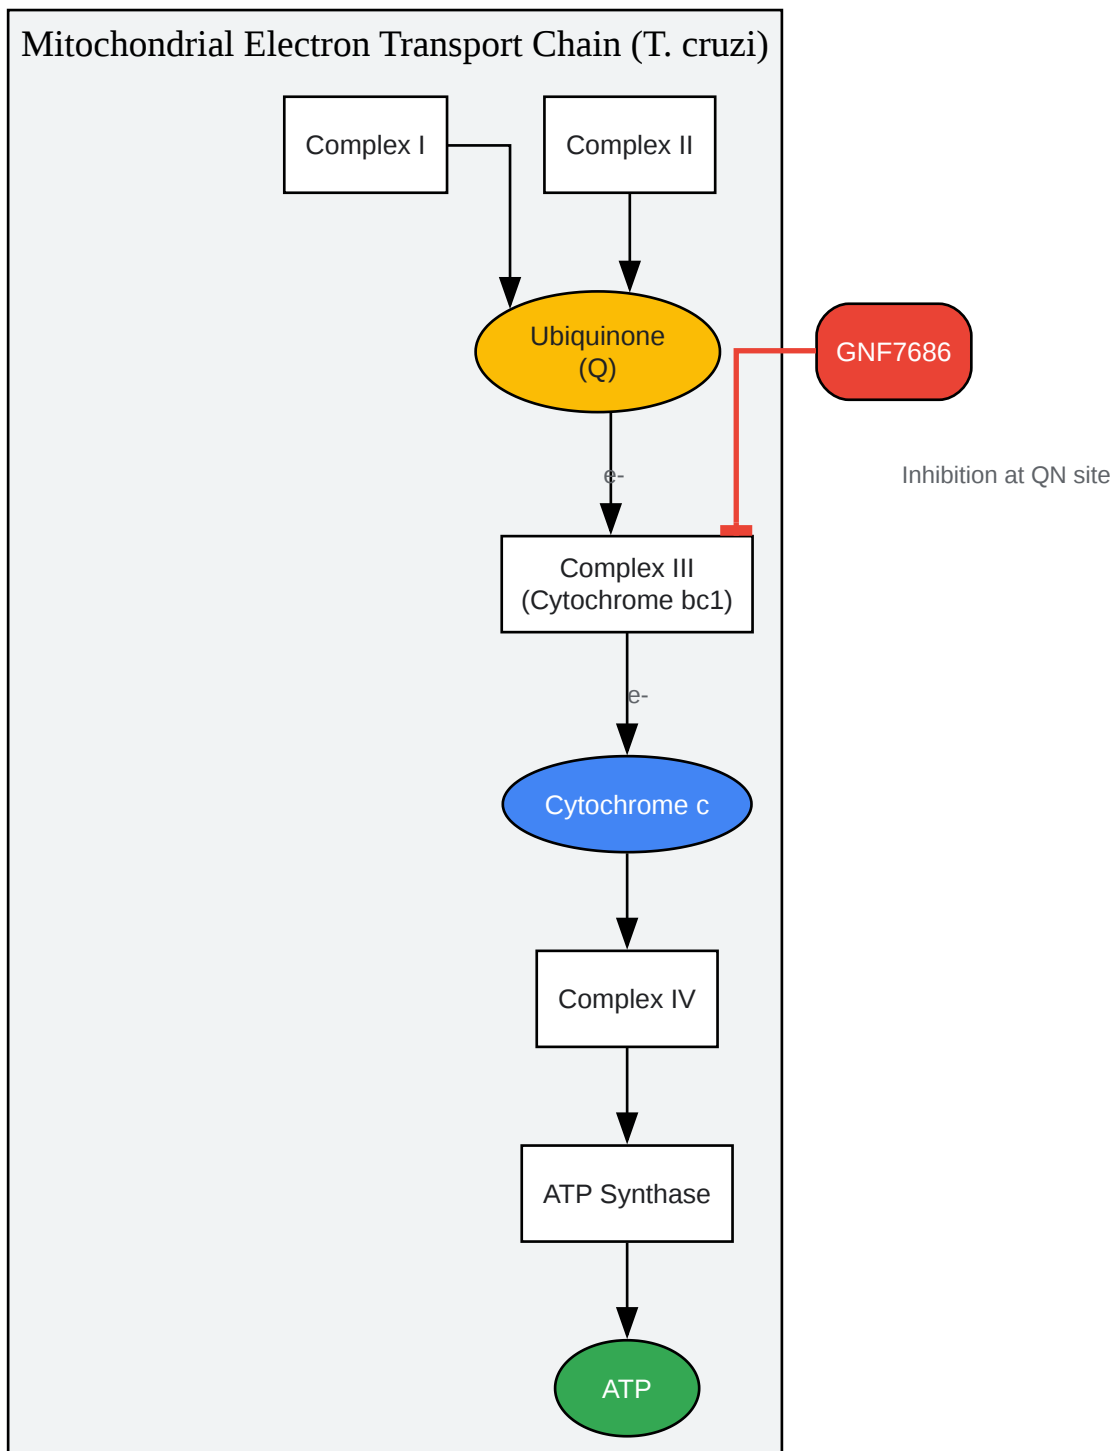 Mitochondrial Electron Transport Chain (T. cruzi)
Complex I
Complex II
Ubiquinone
(Q)
GNF7686
e-
Inhibition at QN site
Complex III
(Cytochrome bc1)
e-
Cytochrome c
Complex IV
ATP Synthase
ATP